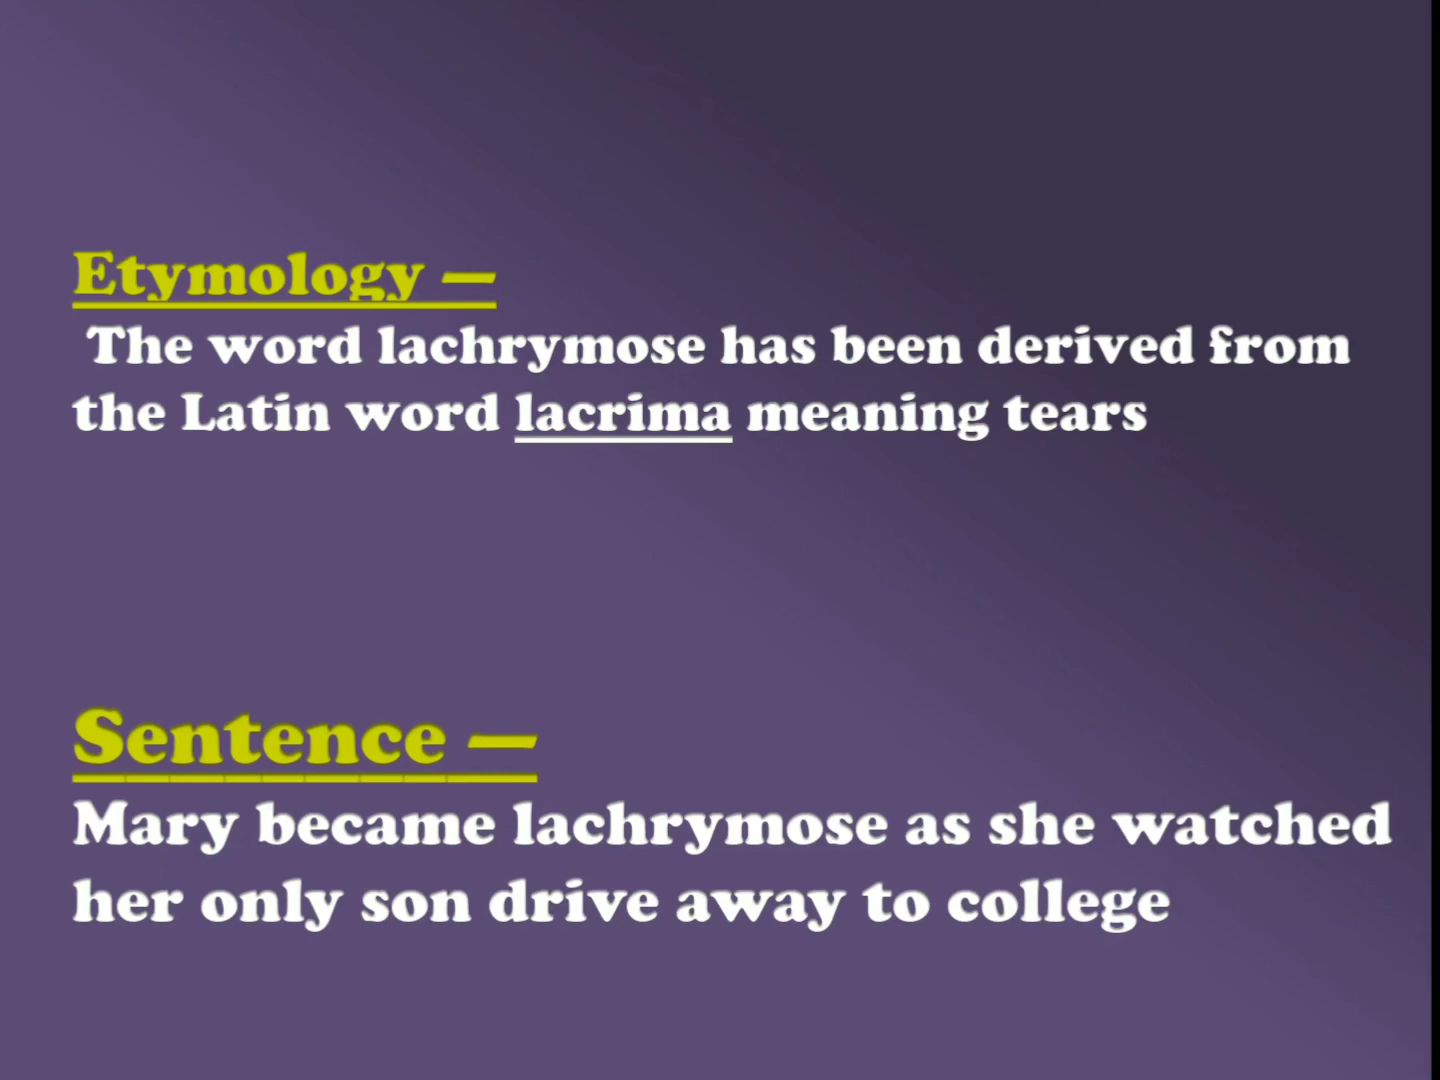 Etymology —
The word lachrymose has been derived from
the Latin word lacrima meaning tears
Sentence —
Mary became lachrymose as she watched
her only son drive away to college